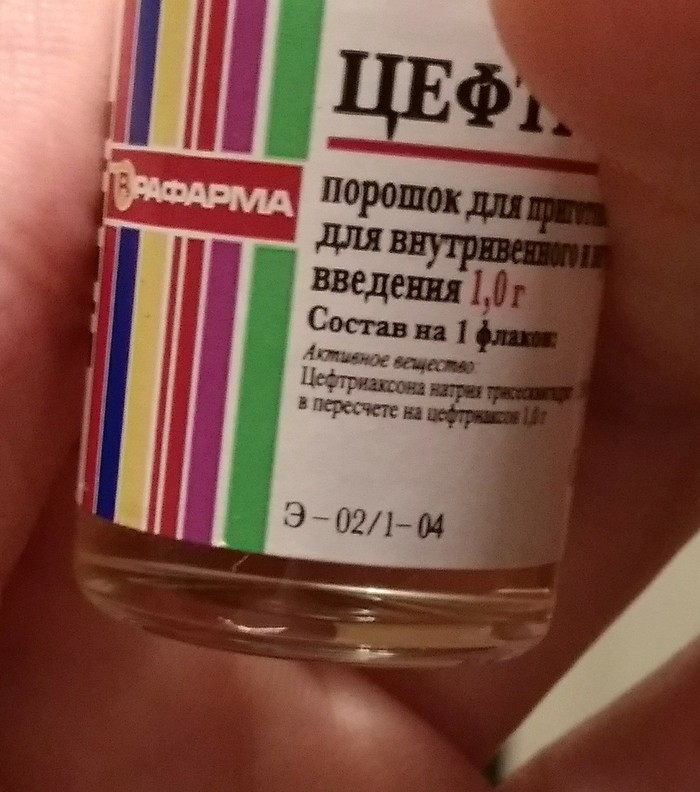 ЦЕФТ
РАФАРМА
порошок для
для внутривенного и
введения 1,0 г
Состав на 1 флакон:
Активное вещество:
Цефтриаксона натрия
в пересчете на цефтриаксон 1,0 г
Э – 02/1– 04